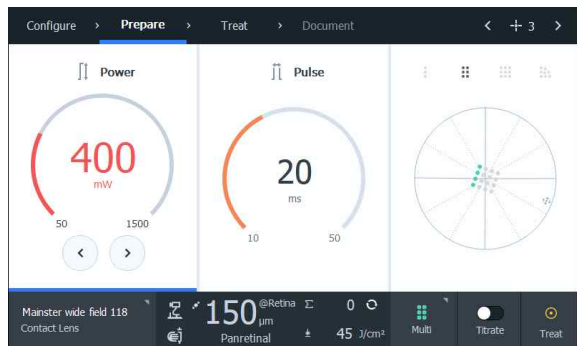 Configure > Prepare > Treat > Document < 3 >
Power
400
mW
50 1500
< >
Pulse
20
ms
10 50
Mainster wide field 118
Contact Lens
150 @Retina
µm
Panretinal
Σ 0
45 J/cm²
Multi
Titrate
Treat